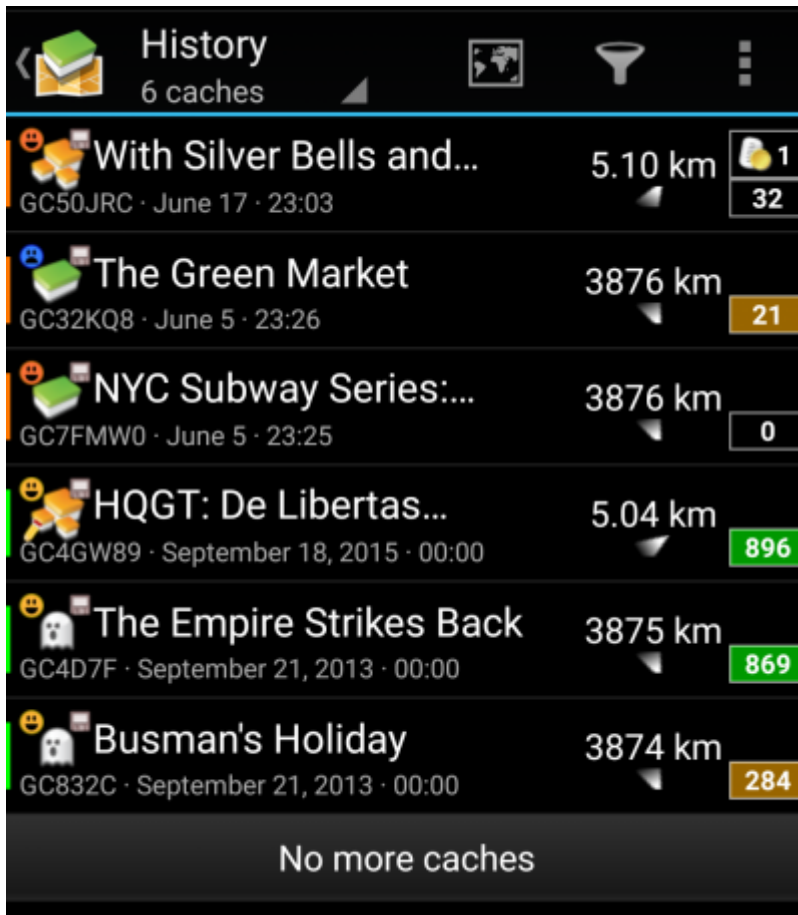 History
6 caches
With Silver Bells and...
5.10 km
1
GC50JRC · June 17 · 23:03
32
The Green Market
3876 km
GC32KQ8 · June 5 · 23:26
21
NYC Subway Series:...
3876 km
GC7FMW0 · June 5 · 23:25
0
HQGT: De Libertas...
5.04 km
GC4GW89 · September 18, 2015 · 00:00
896
The Empire Strikes Back
3875 km
GC4D7F · September 21, 2013 · 00:00
869
Busman's Holiday
3874 km
GC832C · September 21, 2013 · 00:00
284
No more caches